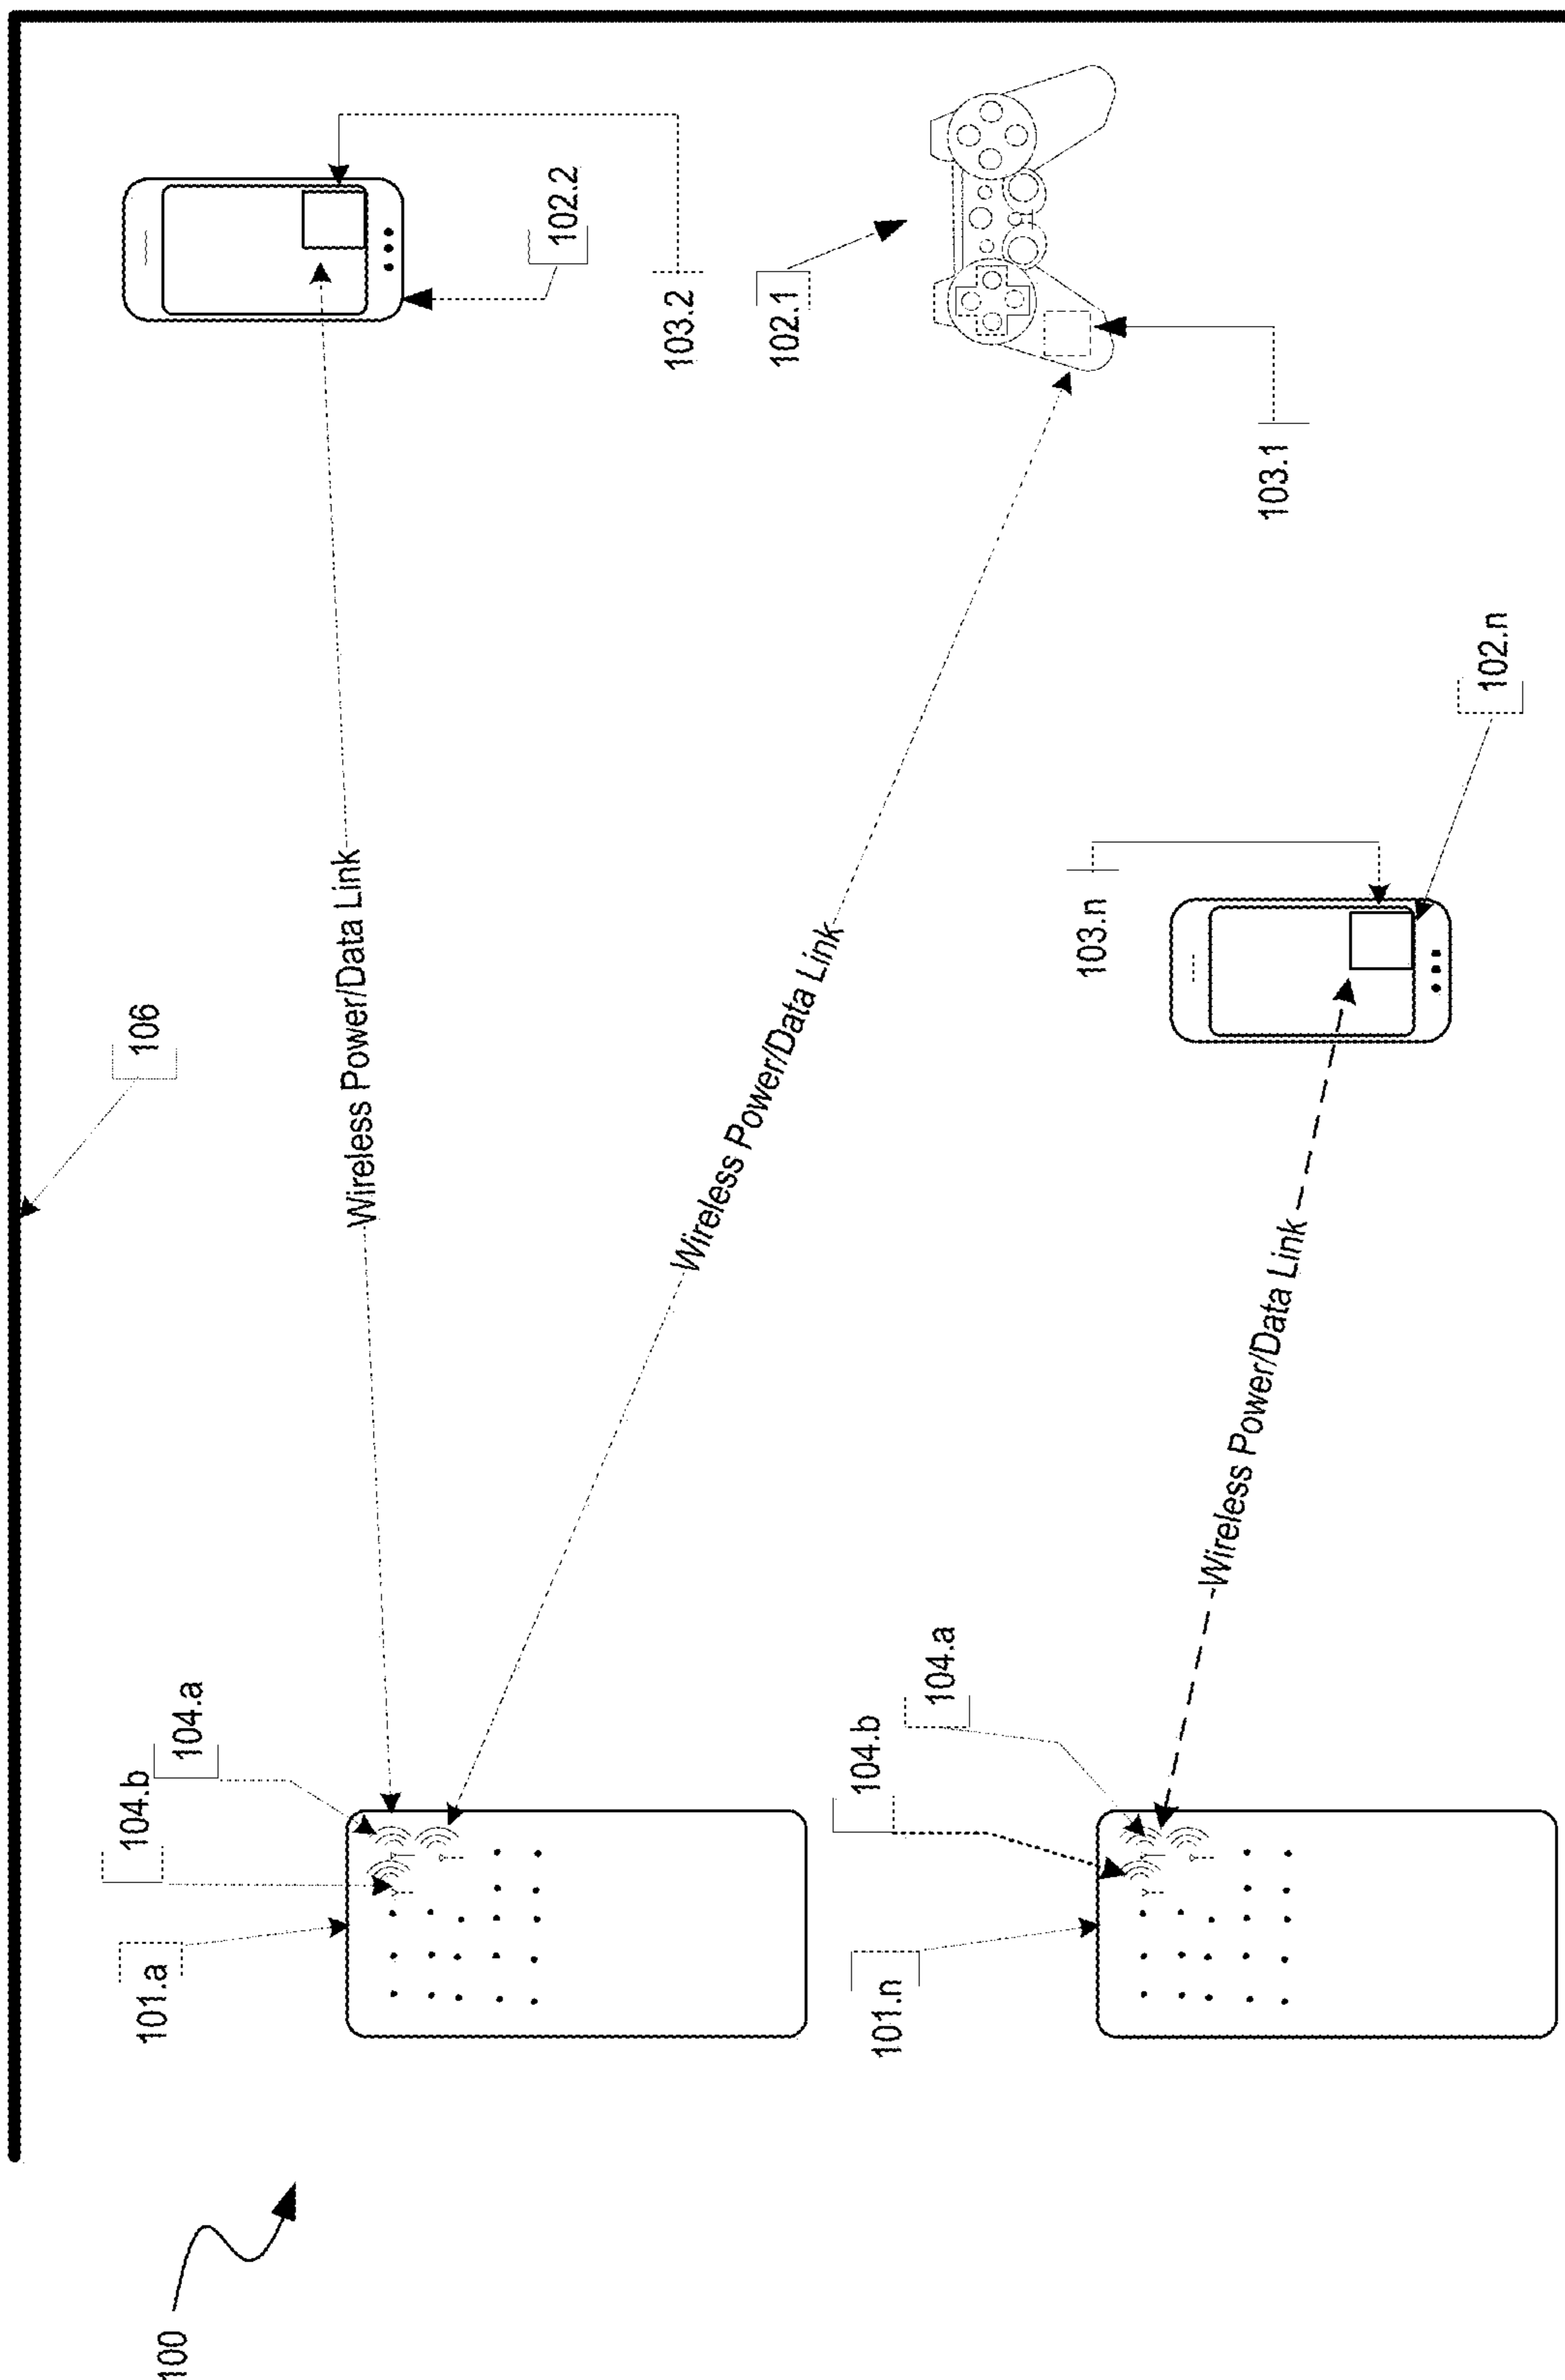 100
106
101.a
104.b
104.a
Wireless Power/Data Link
102.2
103.2
Wireless Power/Data Link
102.1
103.1
101.n
104.b
104.a
Wireless Power/Data Link
103.n
102.n